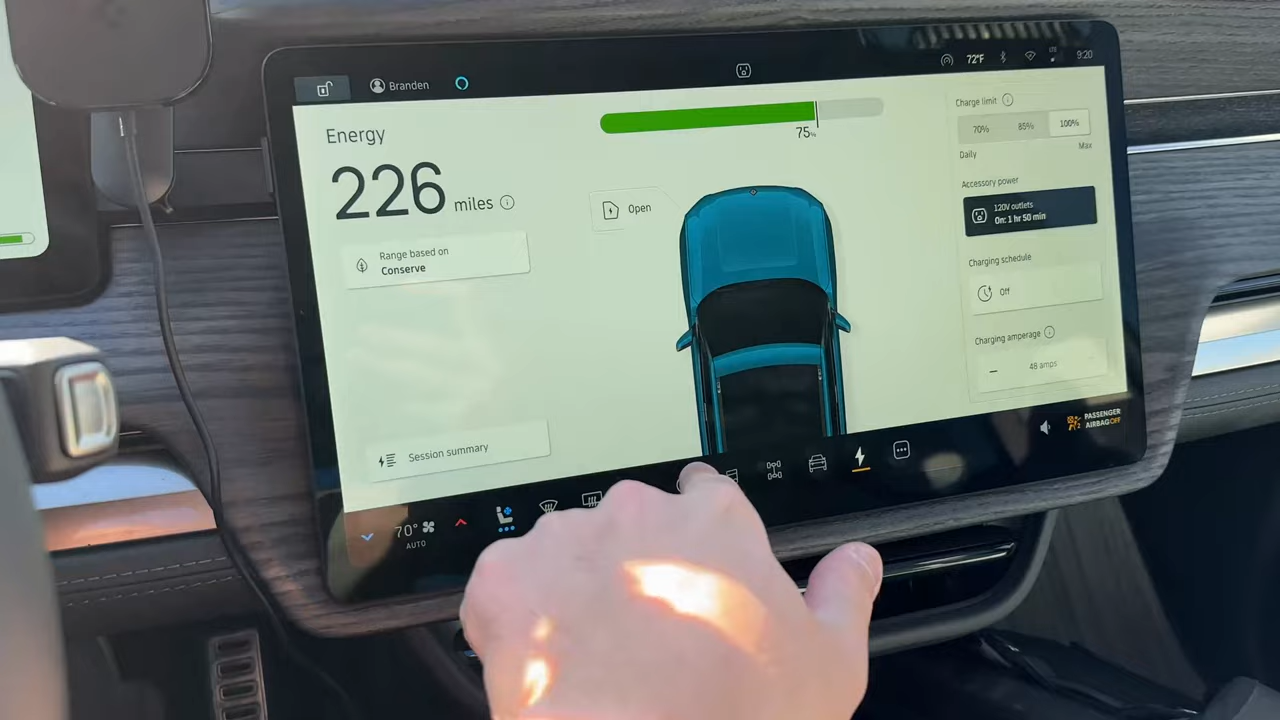 Branden
72°F
LTE
9:20
Energy
226 miles
Range based on
Conserve
Session summary
75%
Open
Charge limit
70%
85%
100%
Daily
Max
Accessory power
120V outlets
On: 1 hr 50 min
Charging schedule
Off
Charging amperage
48 amps
70°
AUTO
PASSENGER
AIRBAG OFF